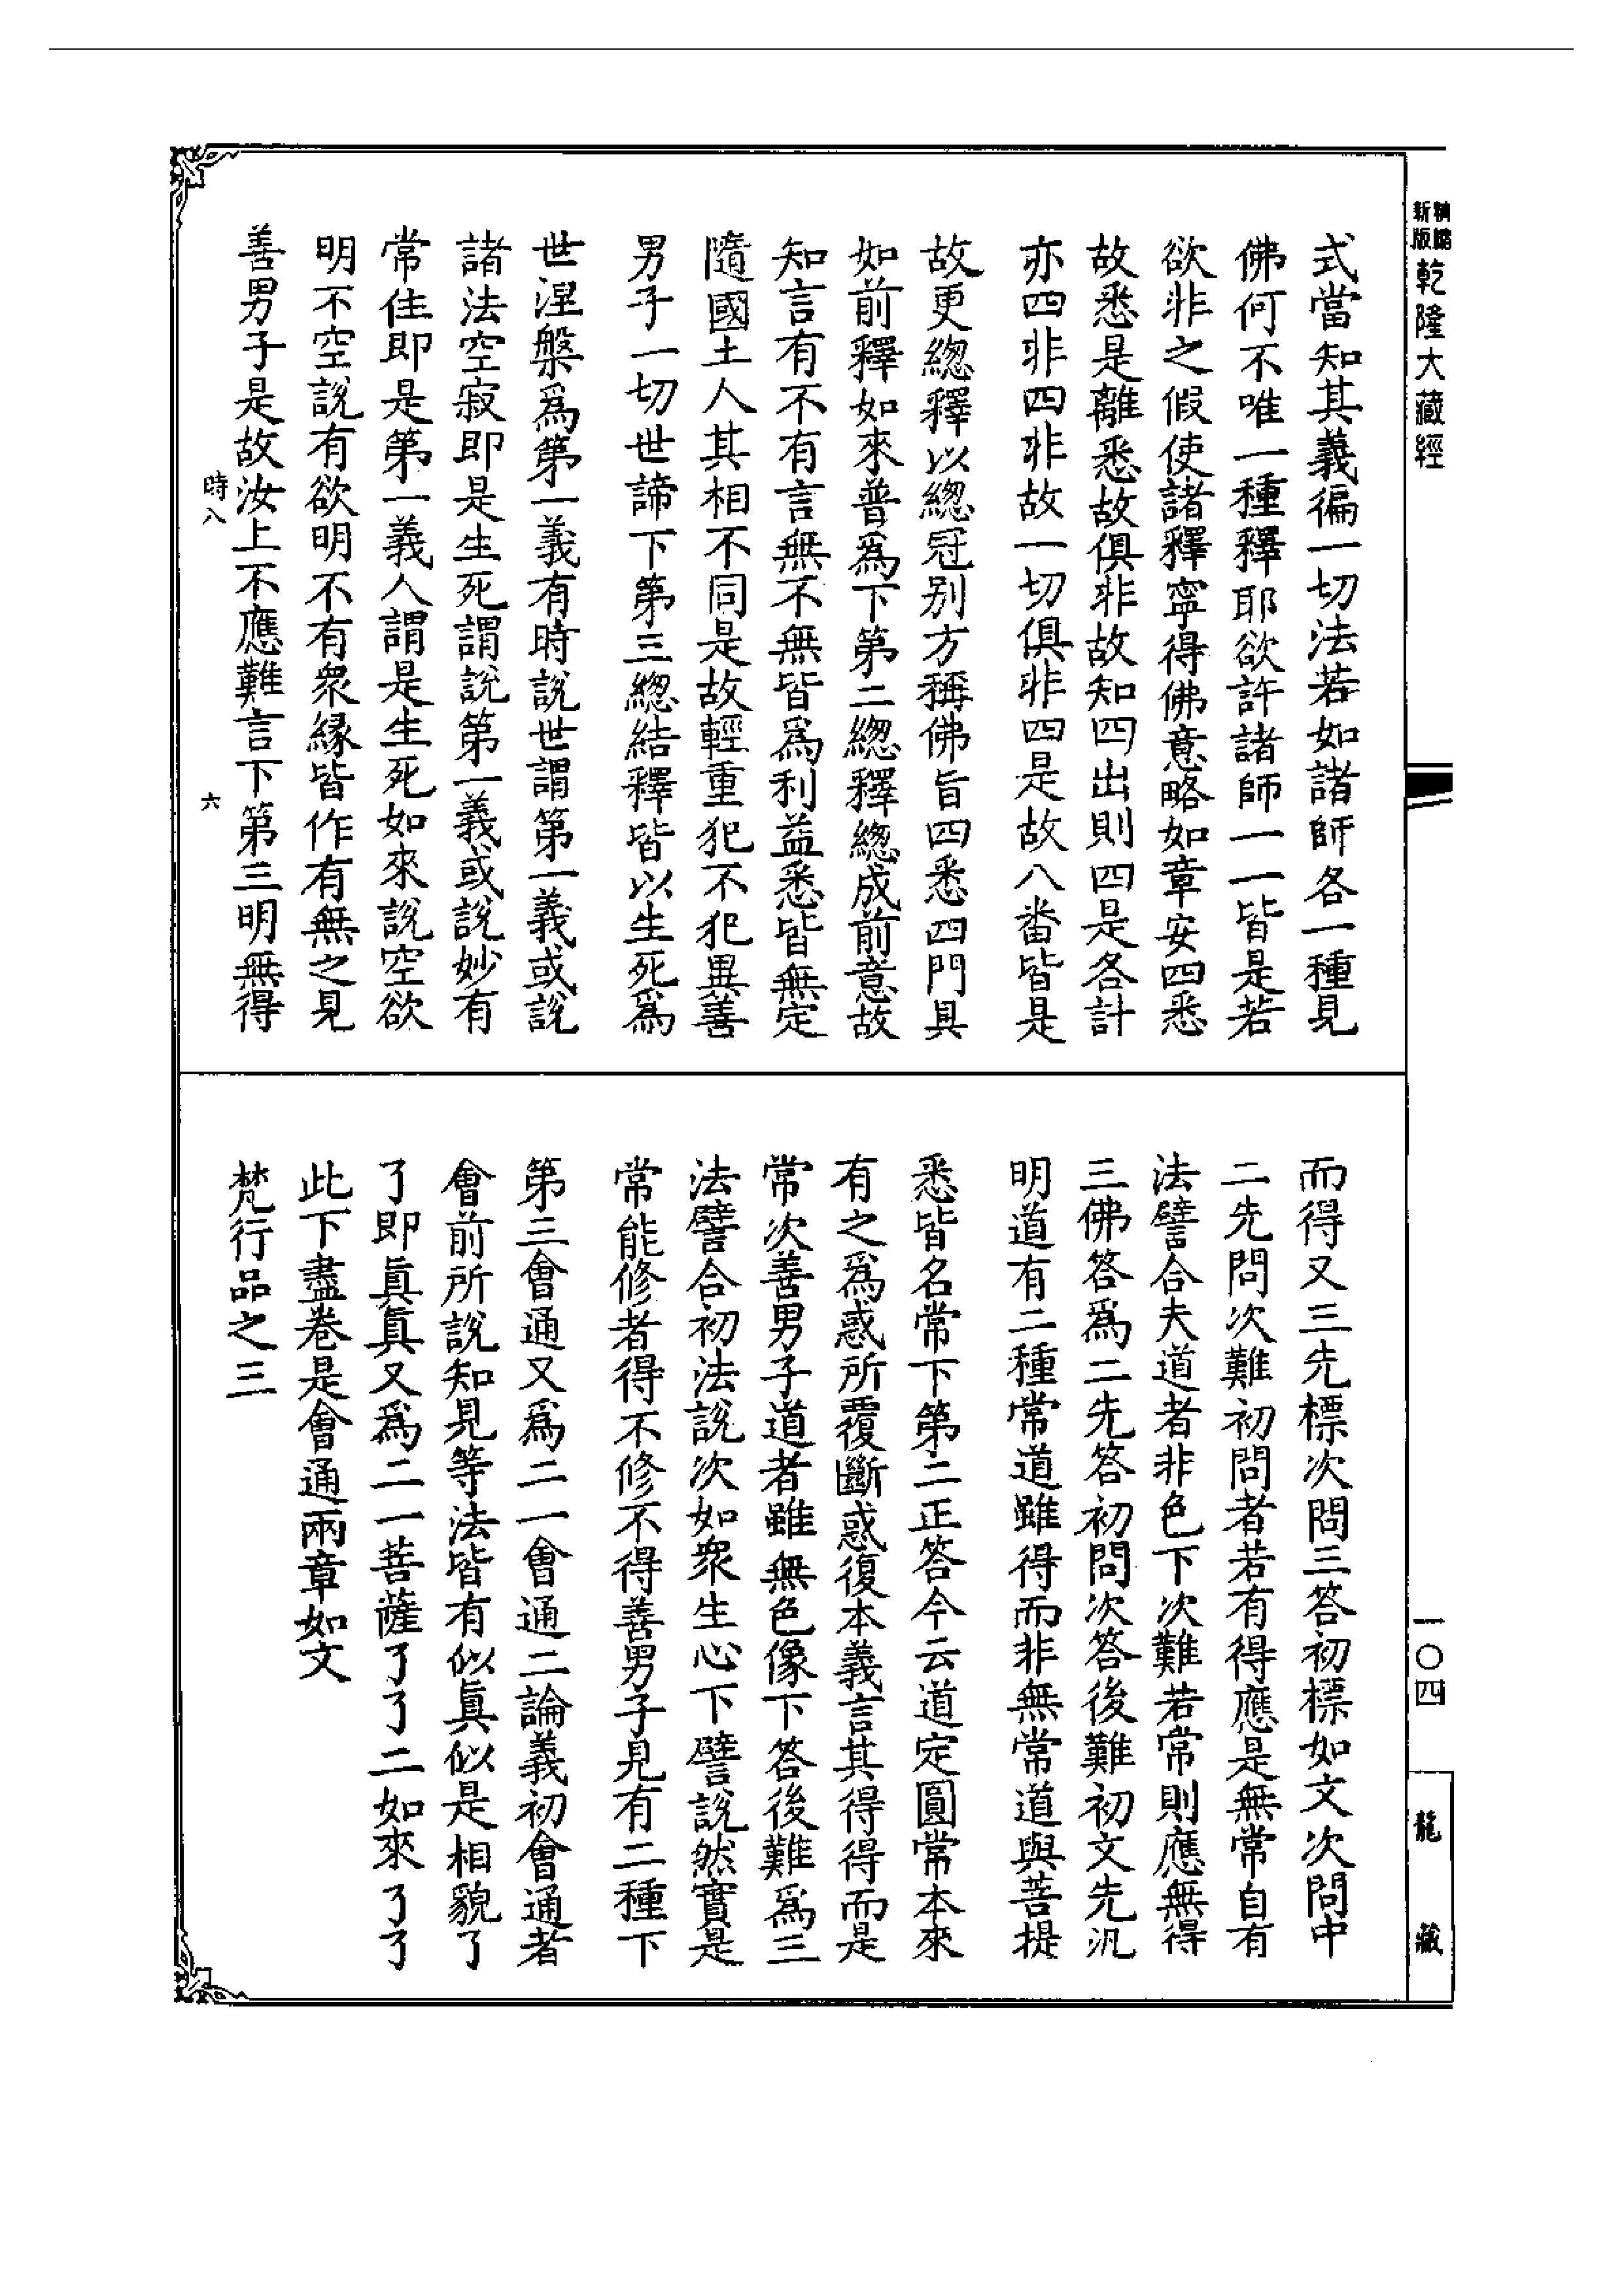 精縮新版乾隆大藏經
式當知其義徧一切法若如諸師各一種見
佛何不唯一種釋耶欲許諸師一一皆是若
欲非之假使諸釋寧得佛意略如章安四悉
故悉是離悉故俱非故知四出則四是各計
亦四非四非故一切俱非四是故八畨皆是
故更總釋以總冠别方稱佛旨四悉四門具
如前釋如來普爲下第二總釋總成前意故
知言有不有言無不無皆爲利益悉皆無定
隨國土人其相不同是故輕重犯不犯異善
男子一切世諦下第三總結釋皆以生死爲
世涅槃爲第一義有時說世謂第一義或說
諸法空寂即是生死謂說第一義或說妙有
常住即是第一義人謂是生死如來說空欲
明不空說有欲明不有衆緣皆作有無之見
善男子是故汝上不應難言下第三明無得
時八
六
而得又三先標次問三答初標如文次問中
二先問次難初問者若有得應是無常自有
法譬合夫道者非色下次難若常則應無得
三佛答爲二先答初問次答後難初文先汎
明道有二種常道雖得而非無常道與菩提
悉皆名常下第二正答今云道定圓常本來
有之爲惑所覆斷惑復本義言其得得而是
常次善男子道者雖無色像下答後難爲三
法譬合初法說次如衆生心下譬說然實是
常能修者得不修不得善男子見有二種下
第三會通又爲二一會通二論義初會通者
會前所說知見等法皆有似眞似是相貌了
了即眞眞又爲二一菩薩了了二如來了了
此下盡卷是會通兩章如文
梵行品之三
一〇四
龍藏